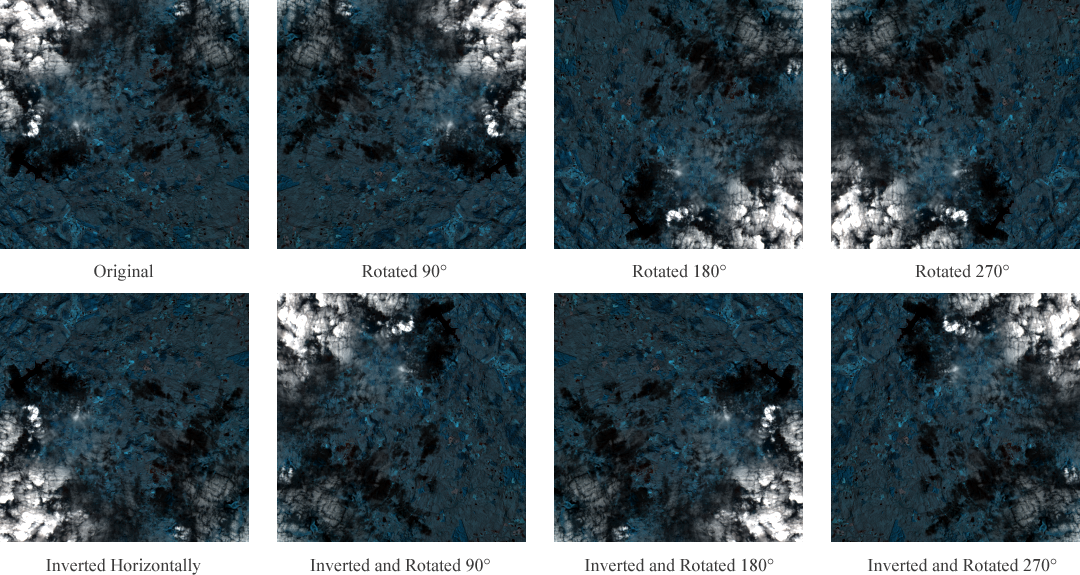 Original
Rotated 90°
Rotated 180°
Rotated 270°
Inverted Horizontally
Inverted and Rotated 90°
Inverted and Rotated 180°
Inverted and Rotated 270°